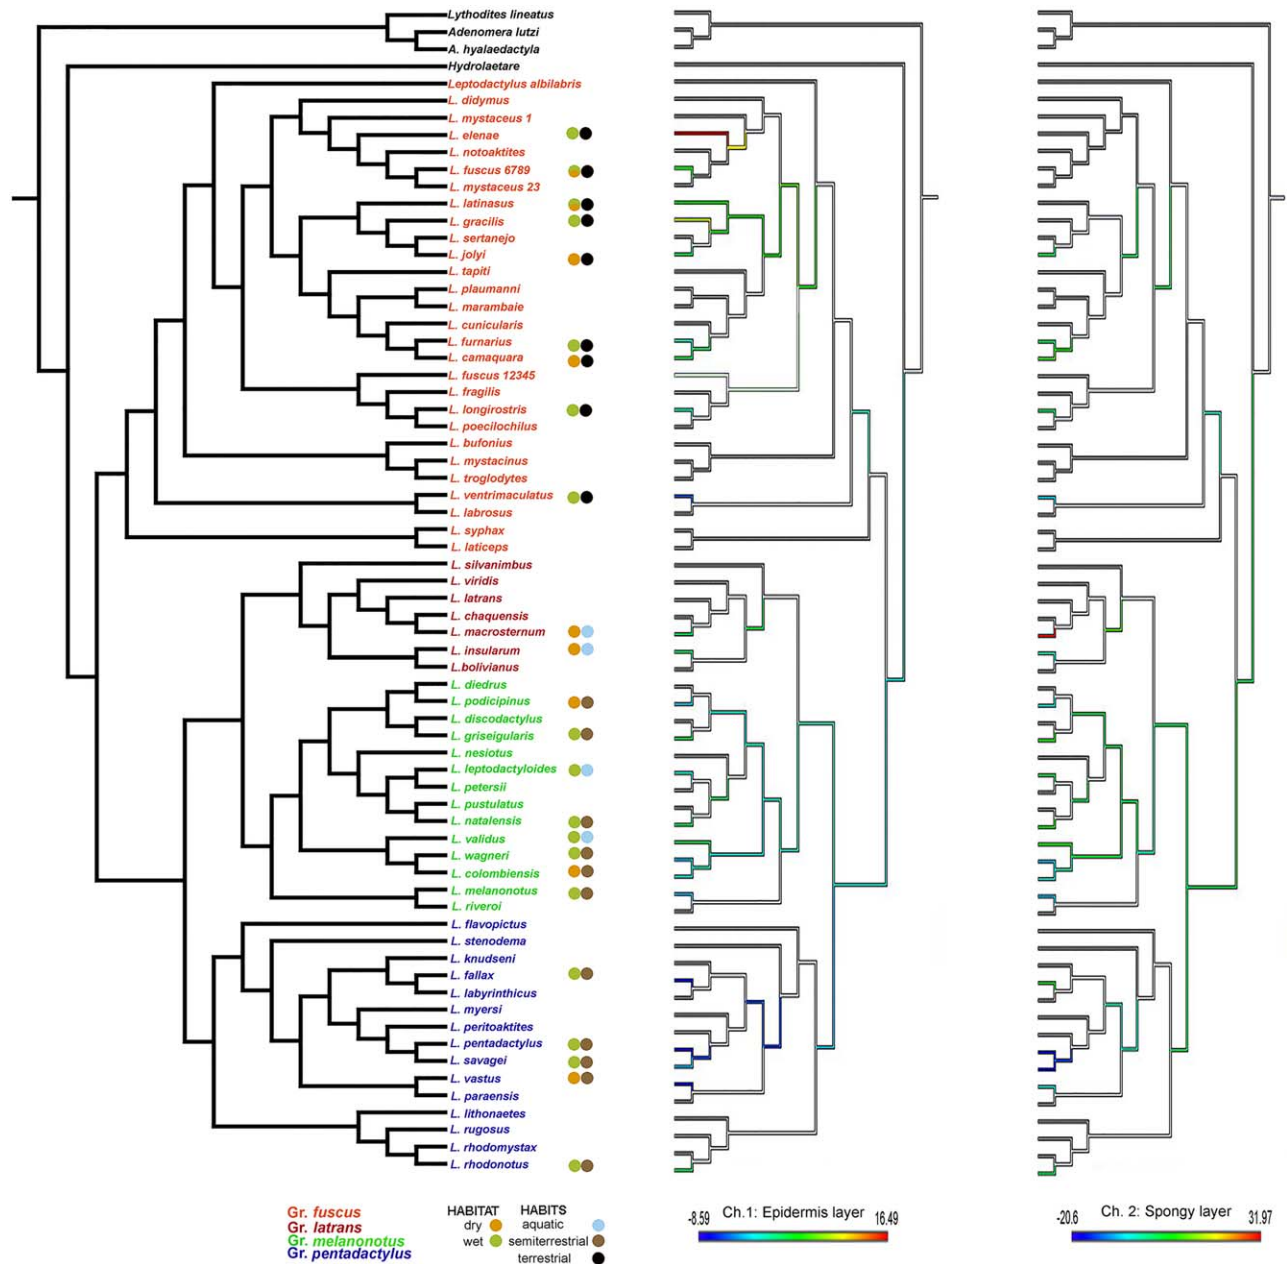 Lythodites lineatus
Adenomera lutzi
A. hyalaedactyla
Hydrolaetare
Leptodactylus albilabris
L. didymus
L. mystaceus 1
L. elenae
L. notoaktites
L. fuscus 6789
L. mystaceus 23
L. latinasus
L. gracilis
L. sertanejo
L. jolyi
L. tapiti
L. plaumanni
L. marambaie
L. cunicularis
L. furnarius
L. camaquara
L. fuscus 12345
L. fragilis
L. longirostris
L. poecilochilus
L. bufonius
L. mystacinus
L. troglodytes
L. ventrimaculatus
L. labrosus
L. syphax
L. laticeps
L. silvanimbus
L. viridis
L. latrans
L. chaquensis
L. macrosternum
L. insularum
L.bolivianus
L. diedrus
L. podicipinus
L. discodactylus
L. griseigularis
L. nesiotus
L. leptodactyloides
L. petersii
L. pustulatus
L. natalensis
L. validus
L. wagneri
L. colombiensis
L. melanonotus
L. riveroi
L. flavopictus
L. stenodema
L. knudseni
L. fallax
L. labyrinthicus
L. myersi
L. peritoaktites
L. pentadactylus
L. savagei
L. vastus
L. paraensis
L. lithonaetes
L. rugosus
L. rhodomystax
L. rhodonotus
Gr. fuscus
Gr. latrans
Gr. melanonotus
Gr. pentadactylus
HABITAT
dry
wet
HABITS
aquatic
semiterrestrial
terrestrial
-8.59 Ch.1: Epidermis layer 16.49
-20.6 Ch. 2: Spongy layer 31.97